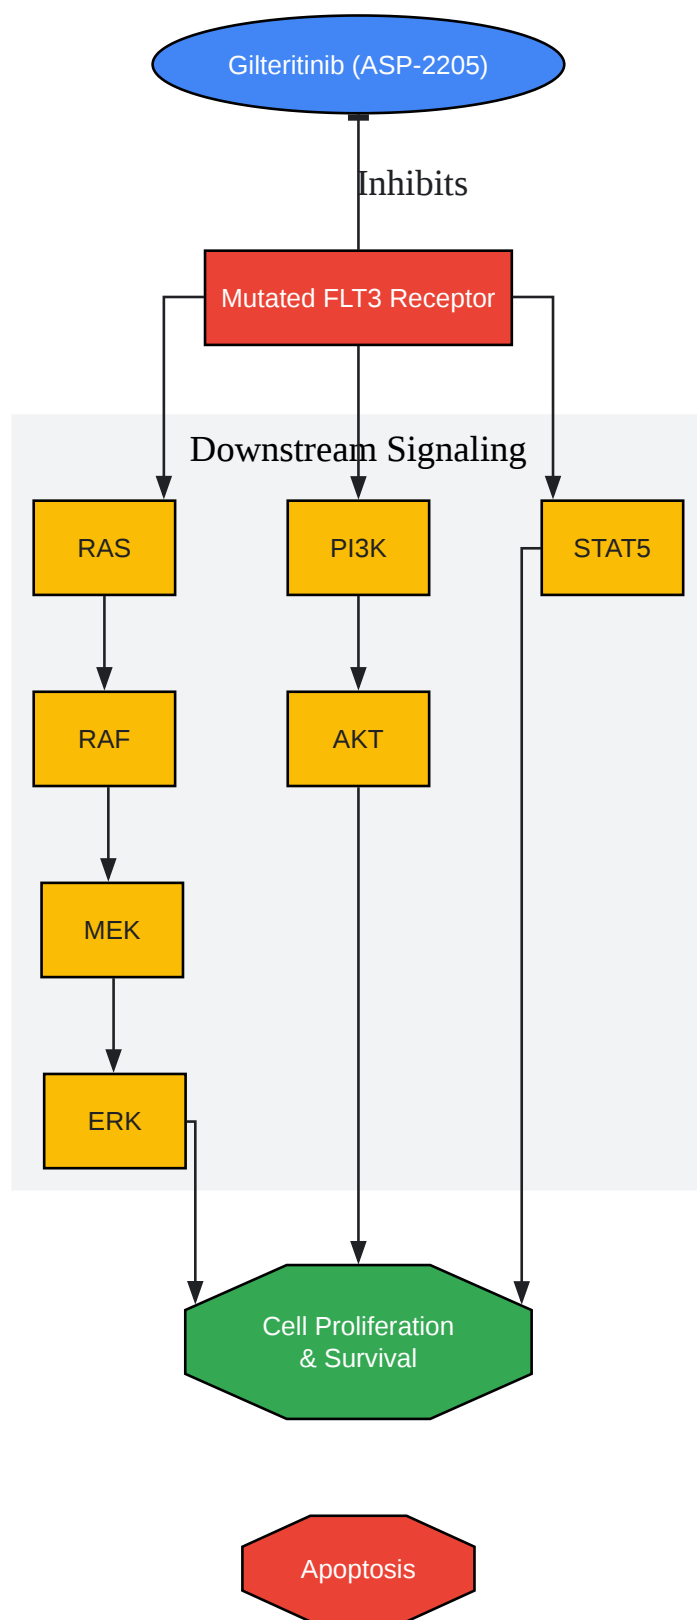 Gilteritinib (ASP-2205)
Inhibits
Mutated FLT3 Receptor
Downstream Signaling
RAS
PI3K
STAT5
RAF
AKT
MEK
ERK
Cell Proliferation
& Survival
Apoptosis